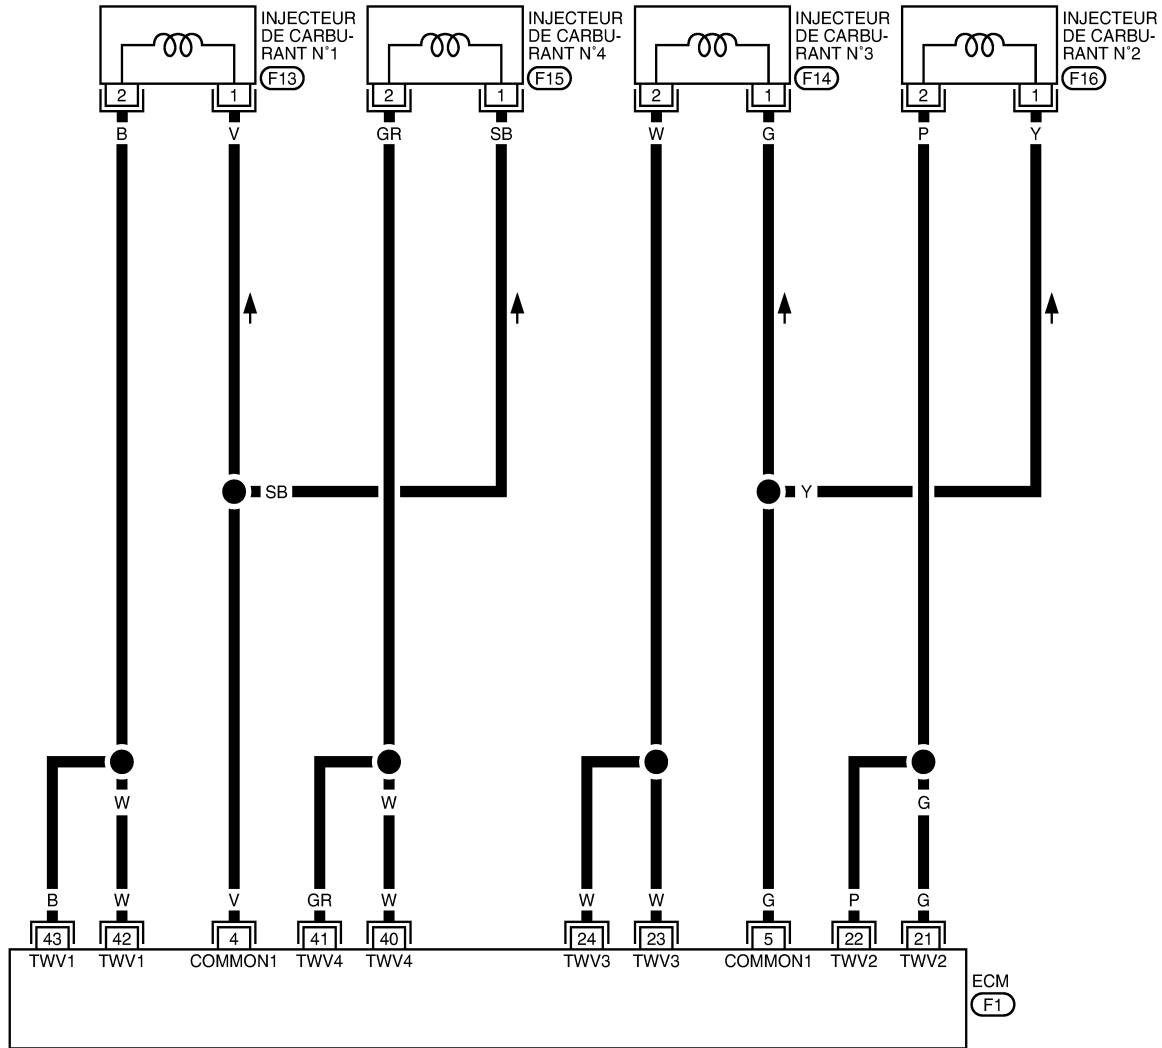 INJECTEUR
DE CARBU-
RANT N°1
F13
INJECTEUR
DE CARBU-
RANT N°4
F15
INJECTEUR
DE CARBU-
RANT N°3
F14
INJECTEUR
DE CARBU-
RANT N°2
F16
2 1 2 1 2 1 2 1
B V GR SB W G P Y
SB Y
W W G
B W V GR W W W G P G
43 42 4 41 40 24 23 5 22 21
TWV1 TWV1 COMMON1 TWV4 TWV4 TWV3 TWV3 COMMON1 TWV2 TWV2
ECM
F1